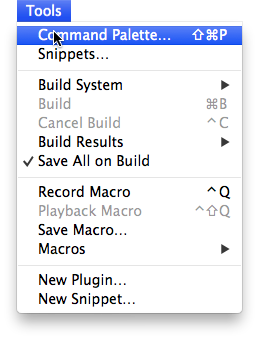 Tools
Command Palette... ⇧⌘P
Snippets...
Build System ▶
Build ⌘B
Cancel Build ^C
Build Results ▶
✓ Save All on Build
Record Macro ^Q
Playback Macro ^⇧Q
Save Macro...
Macros ▶
New Plugin...
New Snippet...